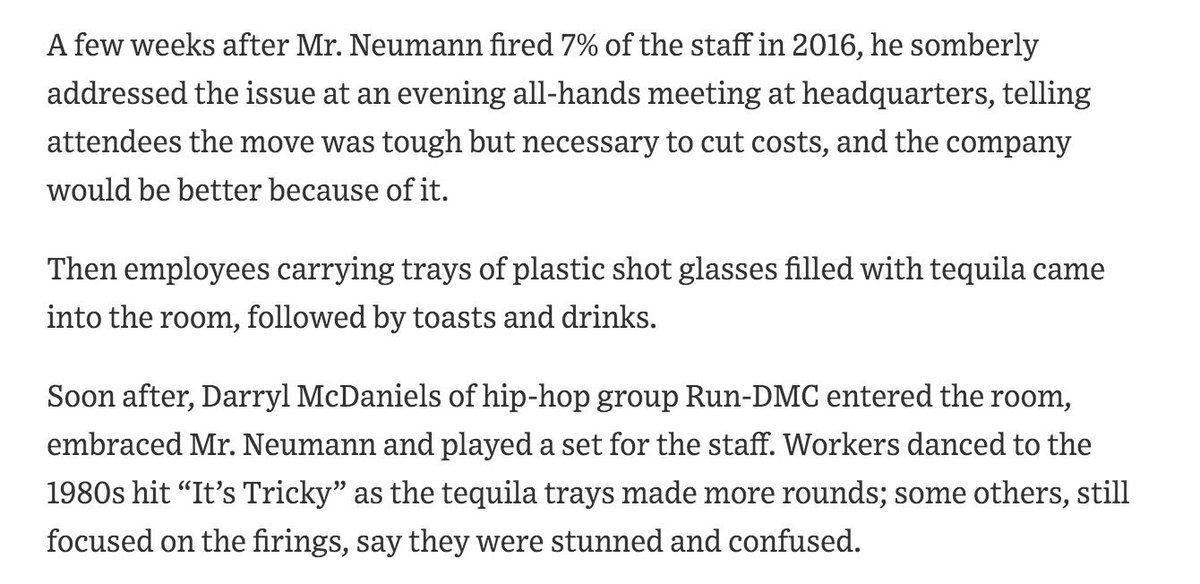 A few weeks after Mr. Neumann fired 7% of the staff in 2016, he somberly
addressed the issue at an evening all-hands meeting at headquarters, telling
attendees the move was tough but necessary to cut costs, and the company
would be better because of it.
Then employees carrying trays of plastic shot glasses filled with tequila came
into the room, followed by toasts and drinks.
Soon after, Darryl McDaniels of hip-hop group Run-DMC entered the room,
embraced Mr. Neumann and played a set for the staff. Workers danced to the
1980s hit “It’s Tricky” as the tequila trays made more rounds; some others, still
focused on the firings, say they were stunned and confused.